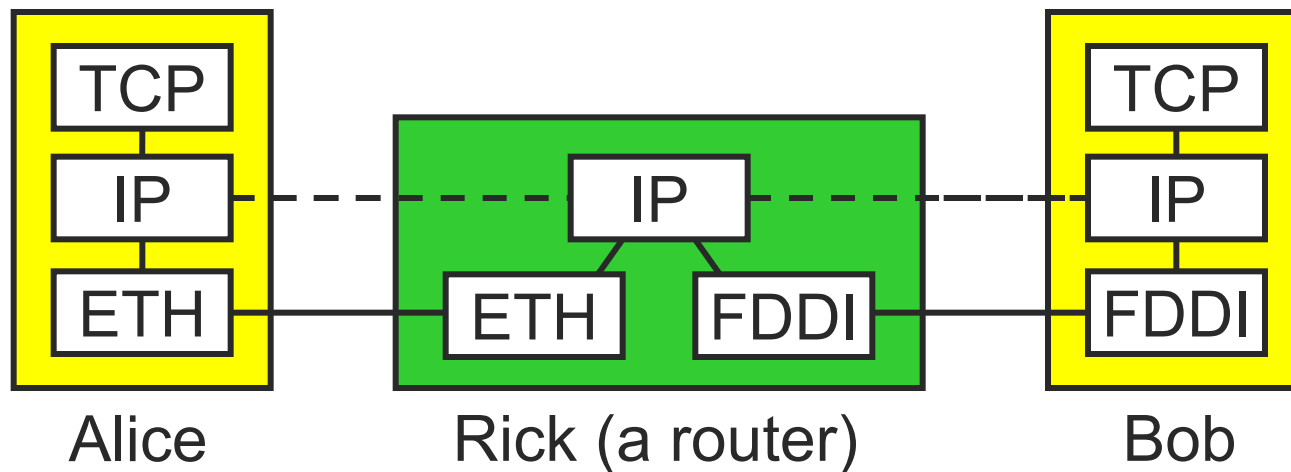 TCP
IP
ETH
Alice
IP
ETH FDDI
Rick (a router)
TCP
IP
FDDI
Bob